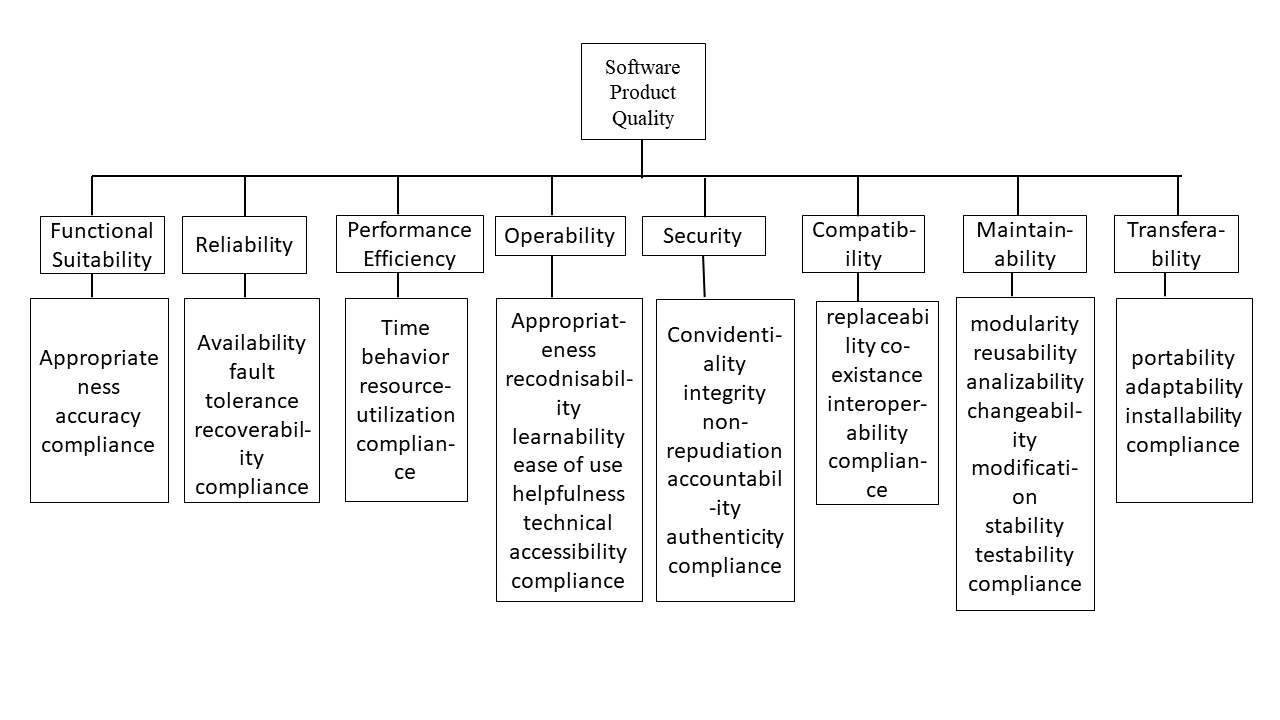 Software
Product
Quality
Functional
Suitability
Reliability
Performance
Efficiency
Operability
Security
Compatib-
ility
Maintain-
ability
Transfera-
bility
Appropriate
ness
accuracy
compliance
Availability
fault
tolerance
recoverabil-
ity
compliance
Time
behavior
resource-
utilization
complian-
ce
Appropriat-
eness
recodnisabil-
ity
learnability
ease of use
helpfulness
technical
accessibility
compliance
Convidenti-
ality
integrity
non-
repudiation
accountabil
-ity
authenticity
compliance
replaceabi
lity co-
existance
interoper-
ability
complian-
ce
modularity
reusability
analizability
changeabil-
ity
modificati-
on
stability
testability
compliance
portability
adaptability
installability
compliance